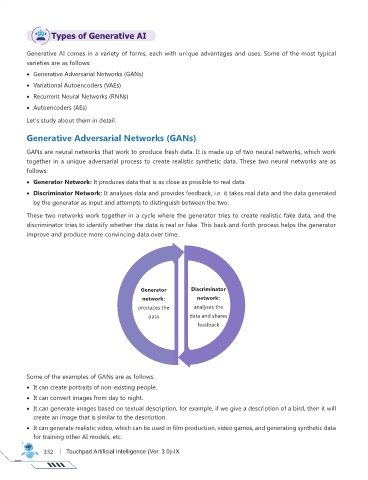 Types of Generative AI
Generative AI comes in a variety of forms, each with unique advantages and uses. Some of the most typical
varieties are as follows:
• Generative Adversarial Networks (GANs)
• Variational Autoencoders (VAEs)
• Recurrent Neural Networks (RNNs)
• Autoencoders (AEs)
Let's study about them in detail.
Generative Adversarial Networks (GANs)
GANs are neural networks that work to produce fresh data. It is made up of two neural networks, which work
together in a unique adversarial process to create realistic synthetic data. These two neural networks are as
follows:
• Generator Network: It produces data that is as close as possible to real data.
• Discriminator Network: It analyses data and provides feedback, i.e. it takes real data and the data generated
by the generator as input and attempts to distinguish between the two.
These two networks work together in a cycle where the generator tries to create realistic fake data, and the
discriminator tries to identify whether the data is real or fake. This back-and-forth process helps the generator
improve and produce more convincing data over time.
Generator
network:
produces the
data
Discriminator
network:
analyses the
data and shares
feedback
Some of the examples of GANs are as follows:
• It can create portraits of non-existing people.
• It can convert images from day to night.
• It can generate images based on textual description, for example, if we give a description of a bird, then it will
create an image that is similar to the description.
• It can generate realistic video, which can be used in film production, video games, and generating synthetic data
for training other AI models, etc.
332 | Touchpad Artificial Intelligence (Ver. 3.0)-IX